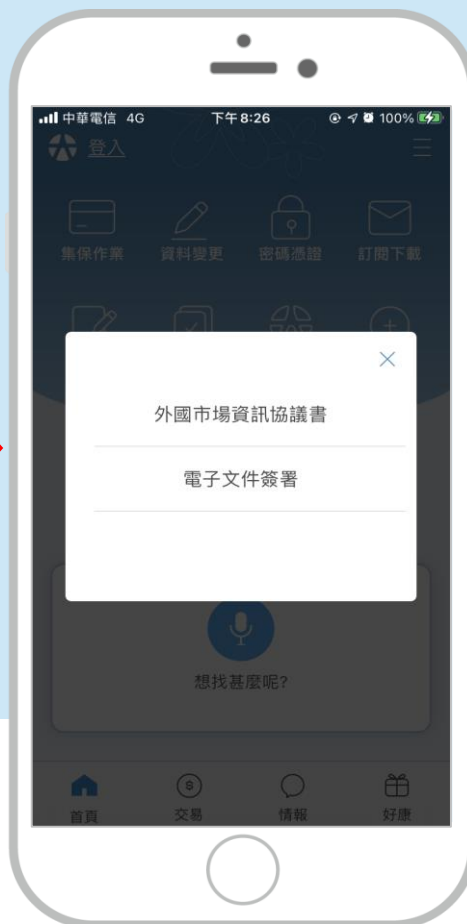 中華電信 4G 下午8:26 100%
登入
集保作業 資料變更 密碼憑證 訂閱下載
外國市場資訊協議書
電子文件簽署
想找甚麼呢?
首頁 交易 情報 好康